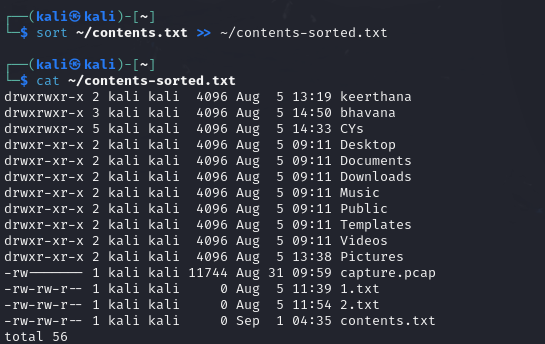 ┌──(kali㉿kali)-[~]
└─$ sort ~/contents.txt >> ~/contents-sorted.txt
┌──(kali㉿kali)-[~]
└─$ cat ~/contents-sorted.txt
drwxrwxr-x 2 kali kali  4096 Aug  5 13:19 keerthana
drwxrwxr-x 3 kali kali  4096 Aug  5 14:50 bhavana
drwxrwxr-x 5 kali kali  4096 Aug  5 14:33 CYs
drwxr-xr-x 2 kali kali  4096 Aug  5 09:11 Desktop
drwxr-xr-x 2 kali kali  4096 Aug  5 09:11 Documents
drwxr-xr-x 2 kali kali  4096 Aug  5 09:11 Downloads
drwxr-xr-x 2 kali kali  4096 Aug  5 09:11 Music
drwxr-xr-x 2 kali kali  4096 Aug  5 09:11 Public
drwxr-xr-x 2 kali kali  4096 Aug  5 09:11 Templates
drwxr-xr-x 2 kali kali  4096 Aug  5 09:11 Videos
drwxr-xr-x 2 kali kali  4096 Aug  5 13:38 Pictures
-rw------- 1 kali kali 11744 Aug 31 09:59 capture.pcap
-rw-rw-r-- 1 kali kali     0 Aug  5 11:39 1.txt
-rw-rw-r-- 1 kali kali     0 Aug  5 11:54 2.txt
-rw-rw-r-- 1 kali kali     0 Sep  1 04:35 contents.txt
total 56